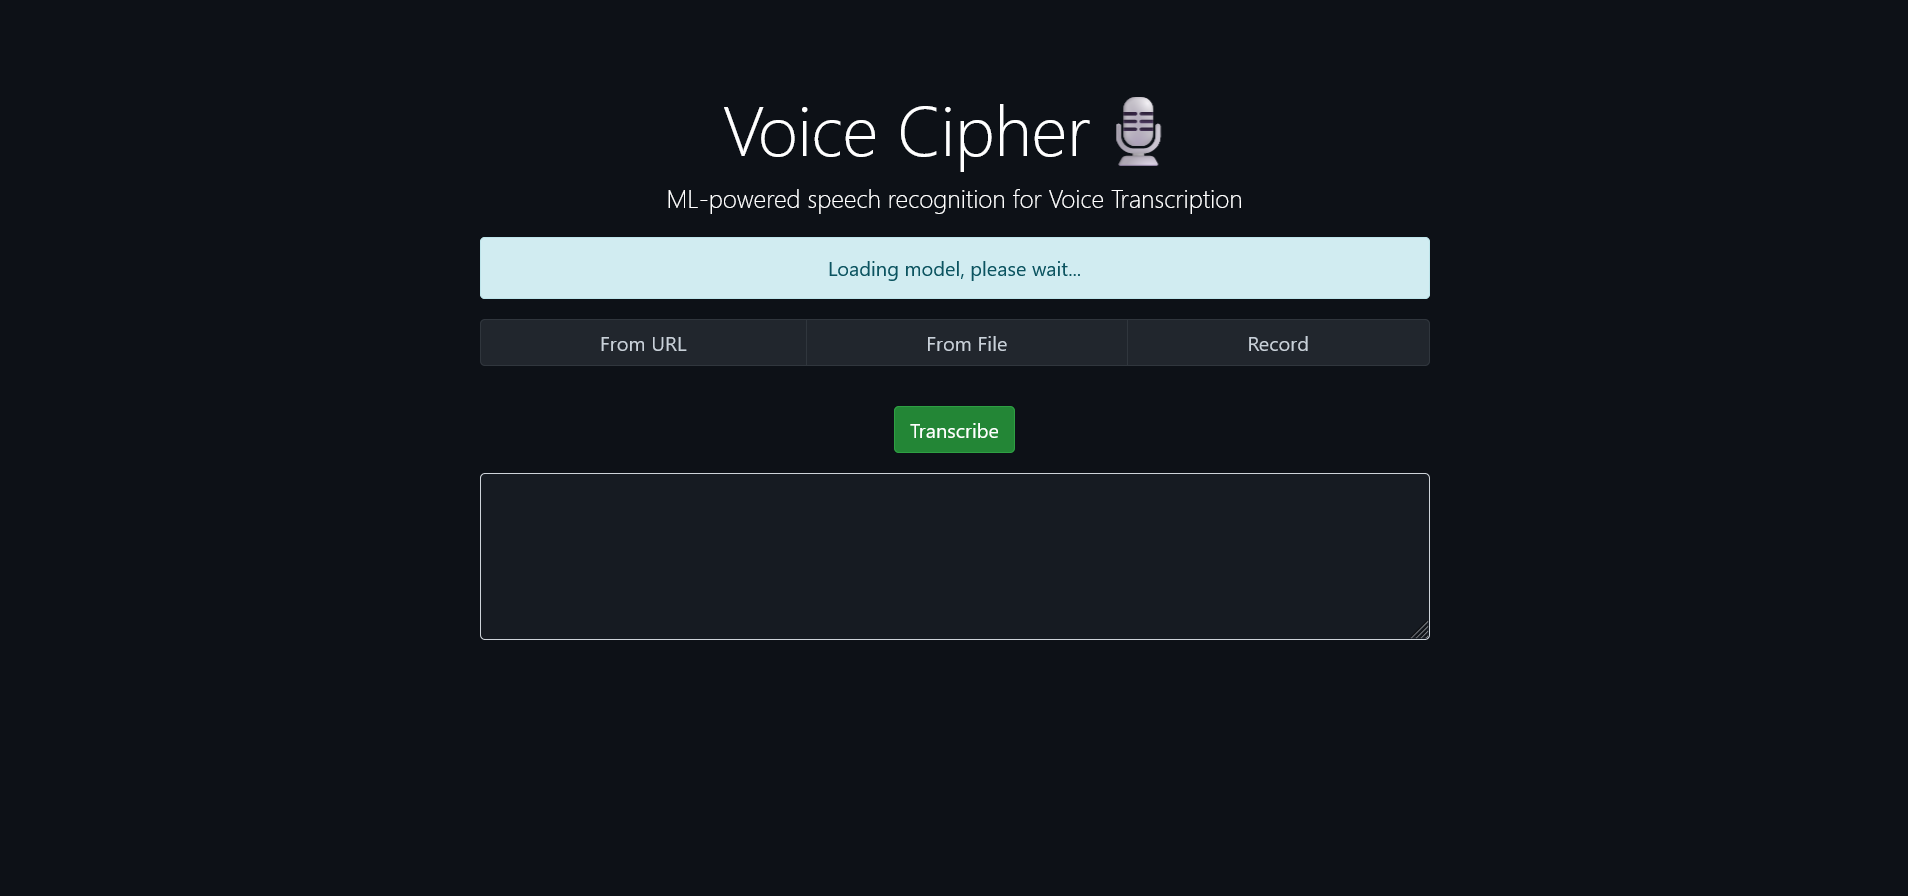 Voice Cipher
ML-powered speech recognition for Voice Transcription
Loading model, please wait...
From URL From File Record
Transcribe